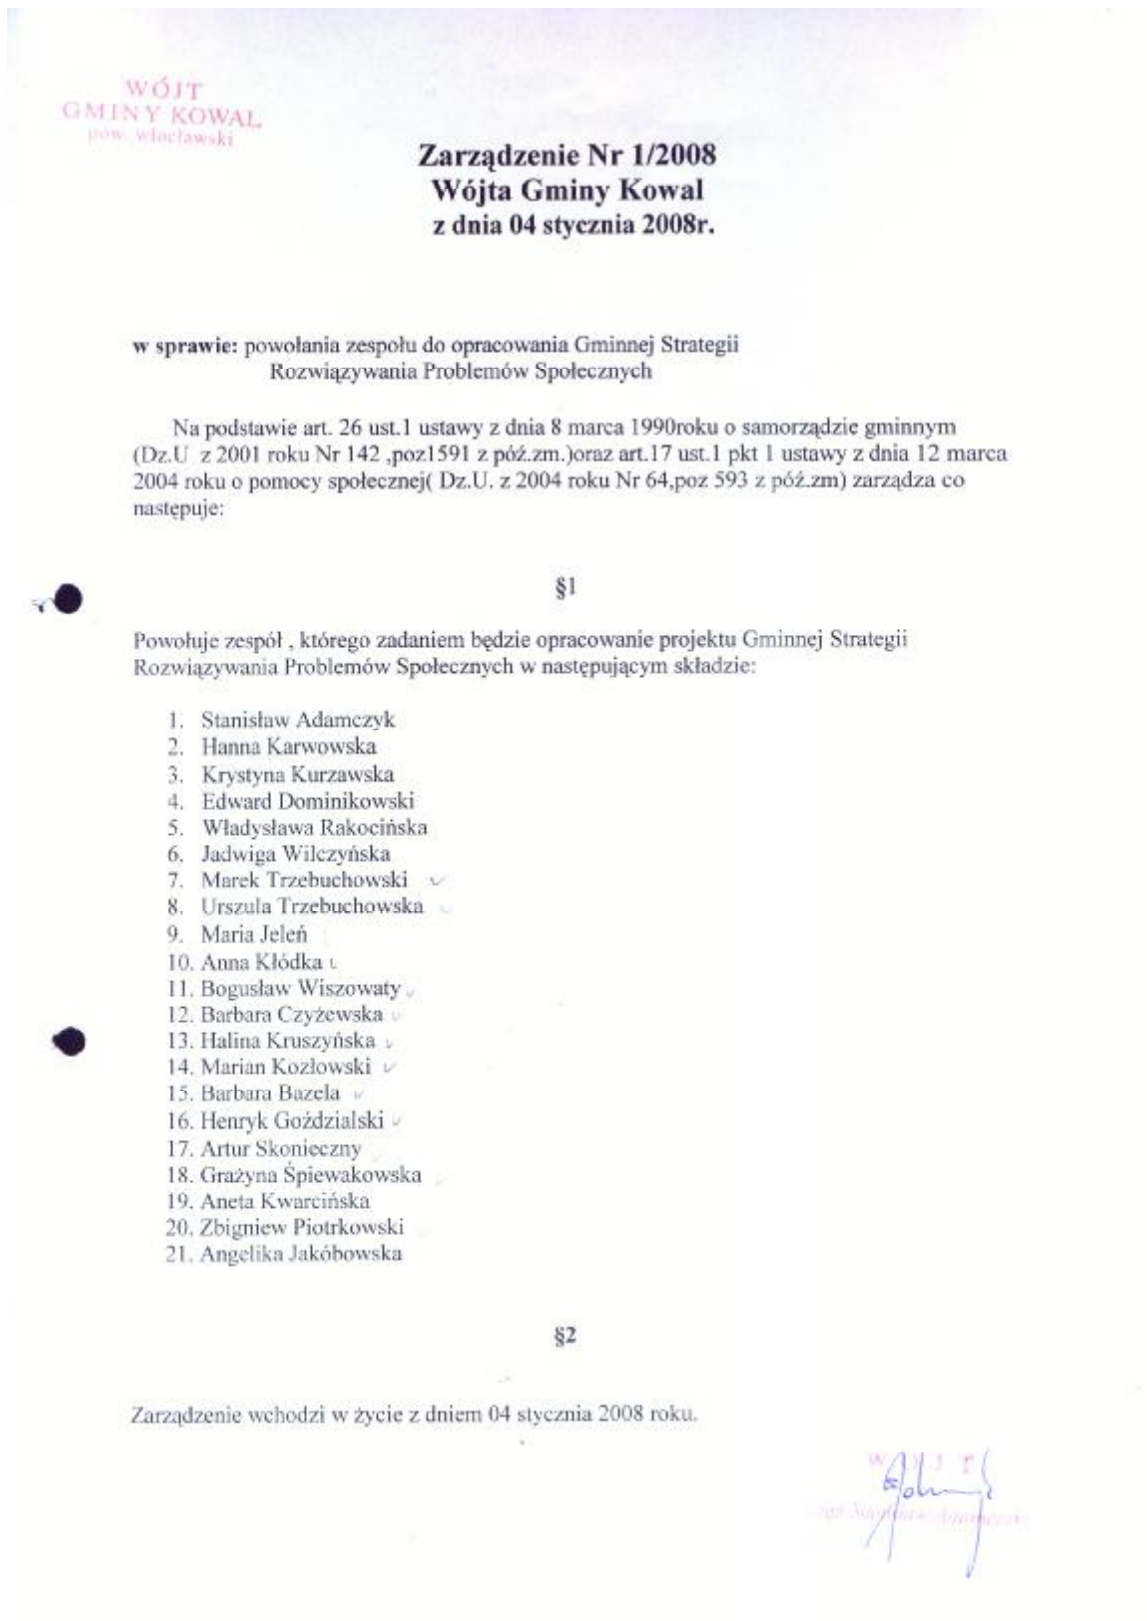 WÓJT
GMINY KOWAL
pow. włocławski
Zarządzenie Nr 1/2008
Wójta Gminy Kowal
z dnia 04 stycznia 2008r.
w sprawie: powołania zespołu do opracowania Gminnej Strategii
Rozwiązywania Problemów Społecznych
Na podstawie art. 26 ust.1 ustawy z dnia 8 marca 1990roku o samorządzie gminnym
(Dz.U z 2001 roku Nr 142 ,poz1591 z póź.zm.)oraz art.17 ust.1 pkt 1 ustawy z dnia 12 marca
2004 roku o pomocy społecznej( Dz.U. z 2004 roku Nr 64,poz 593 z póź.zm) zarządza co
następuje:
§1
Powołuje zespół , którego zadaniem będzie opracowanie projektu Gminnej Strategii
Rozwiązywania Problemów Społecznych w następującym składzie:
1. Stanisław Adamczyk
2. Hanna Karwowska
3. Krystyna Kurzawska
4. Edward Dominikowski
5. Władysława Rakocińska
6. Jadwiga Wilczyńska
7. Marek Trzebuchowski
8. Urszula Trzebuchowska
9. Maria Jeleń
10. Anna Kłódka
11. Bogusław Wiszowaty
12. Barbara Czyżewska
13. Halina Kruszyńska
14. Marian Kozłowski
15. Barbara Bazela
16. Henryk Goździalski
17. Artur Skonieczny
18. Grażyna Śpiewakowska
19. Aneta Kwarcińska
20. Zbigniew Piotrkowski
21. Angelika Jakóbowska
§2
Zarządzenie wchodzi w życie z dniem 04 stycznia 2008 roku.
W Ó J T
Stanisław Adamczyk